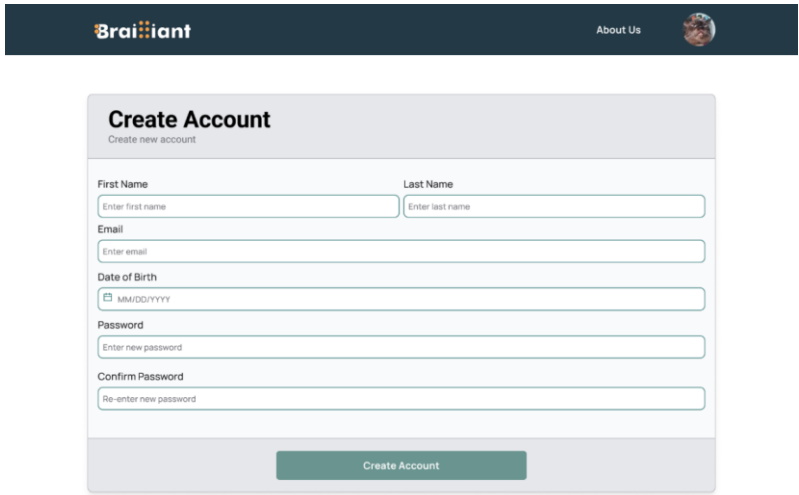 Brailliant
About Us
Create Account
Create new account
First Name Last Name
Enter first name Enter last name
Email
Enter email
Date of Birth
MM/DD/YYYY
Password
Enter new password
Confirm Password
Re-enter new password
Create Account